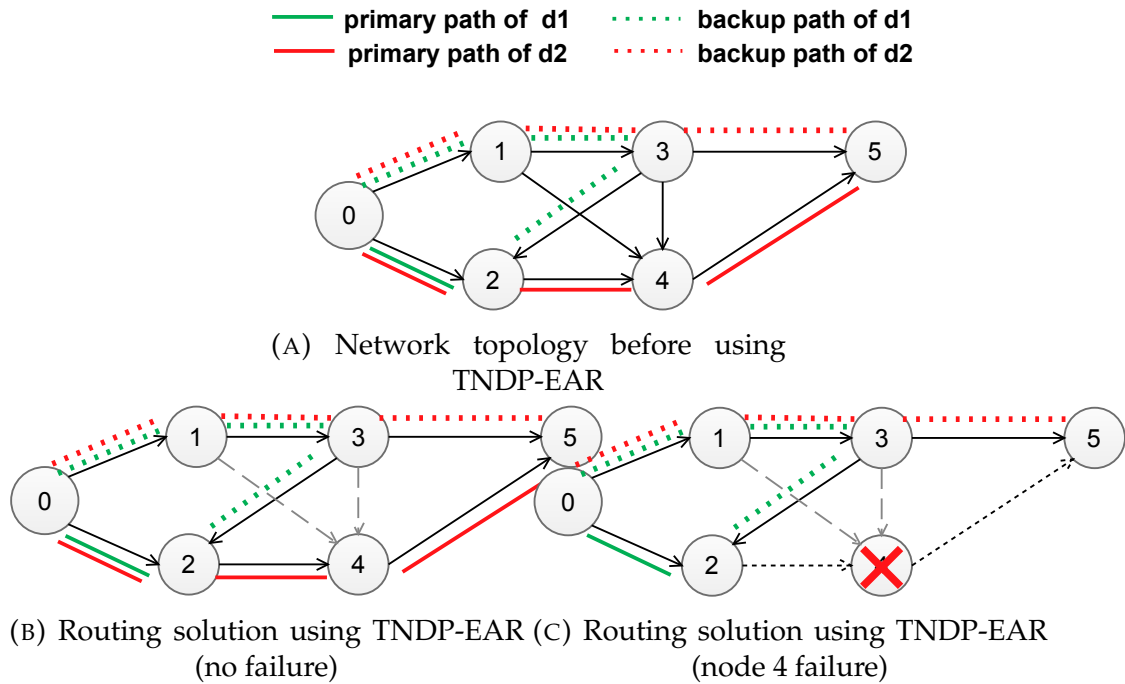 primary path of d1 backup path of d1
primary path of d2 backup path of d2
1 3 5
0
2 4
(A) Network topology before using
TNDP-EAR
1 3 5 1 3 5
0 0
2 4 2
(B) Routing solution using TNDP-EAR (C) Routing solution using TNDP-EAR
(no failure) (node 4 failure)